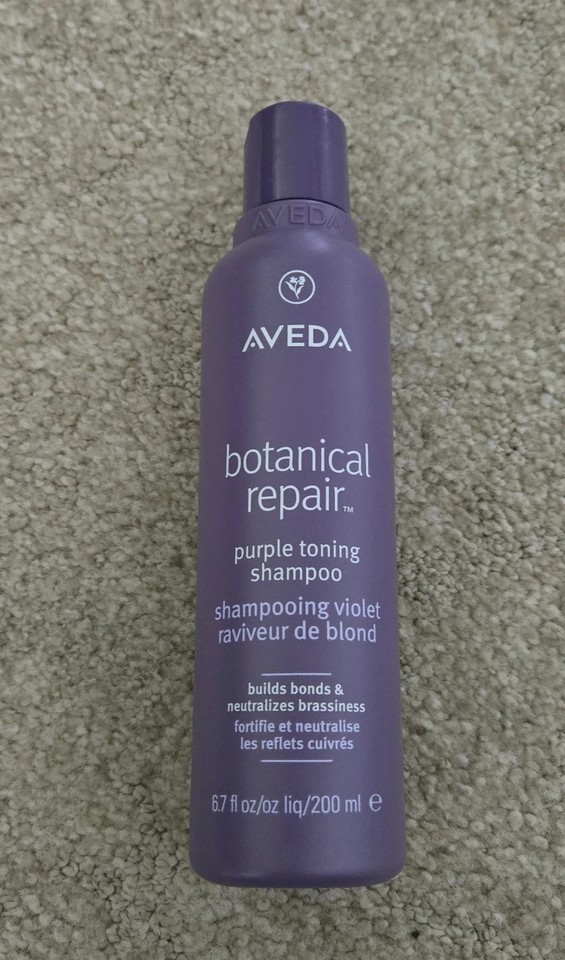 AVEDA
AVEDA
botanical
repair™
purple toning
shampoo
shampooing violet
raviveur de blond
builds bonds &
neutralizes brassiness
fortifie et neutralise
les reflets cuivrés
6.7 fl oz/oz liq/200 ml ℮